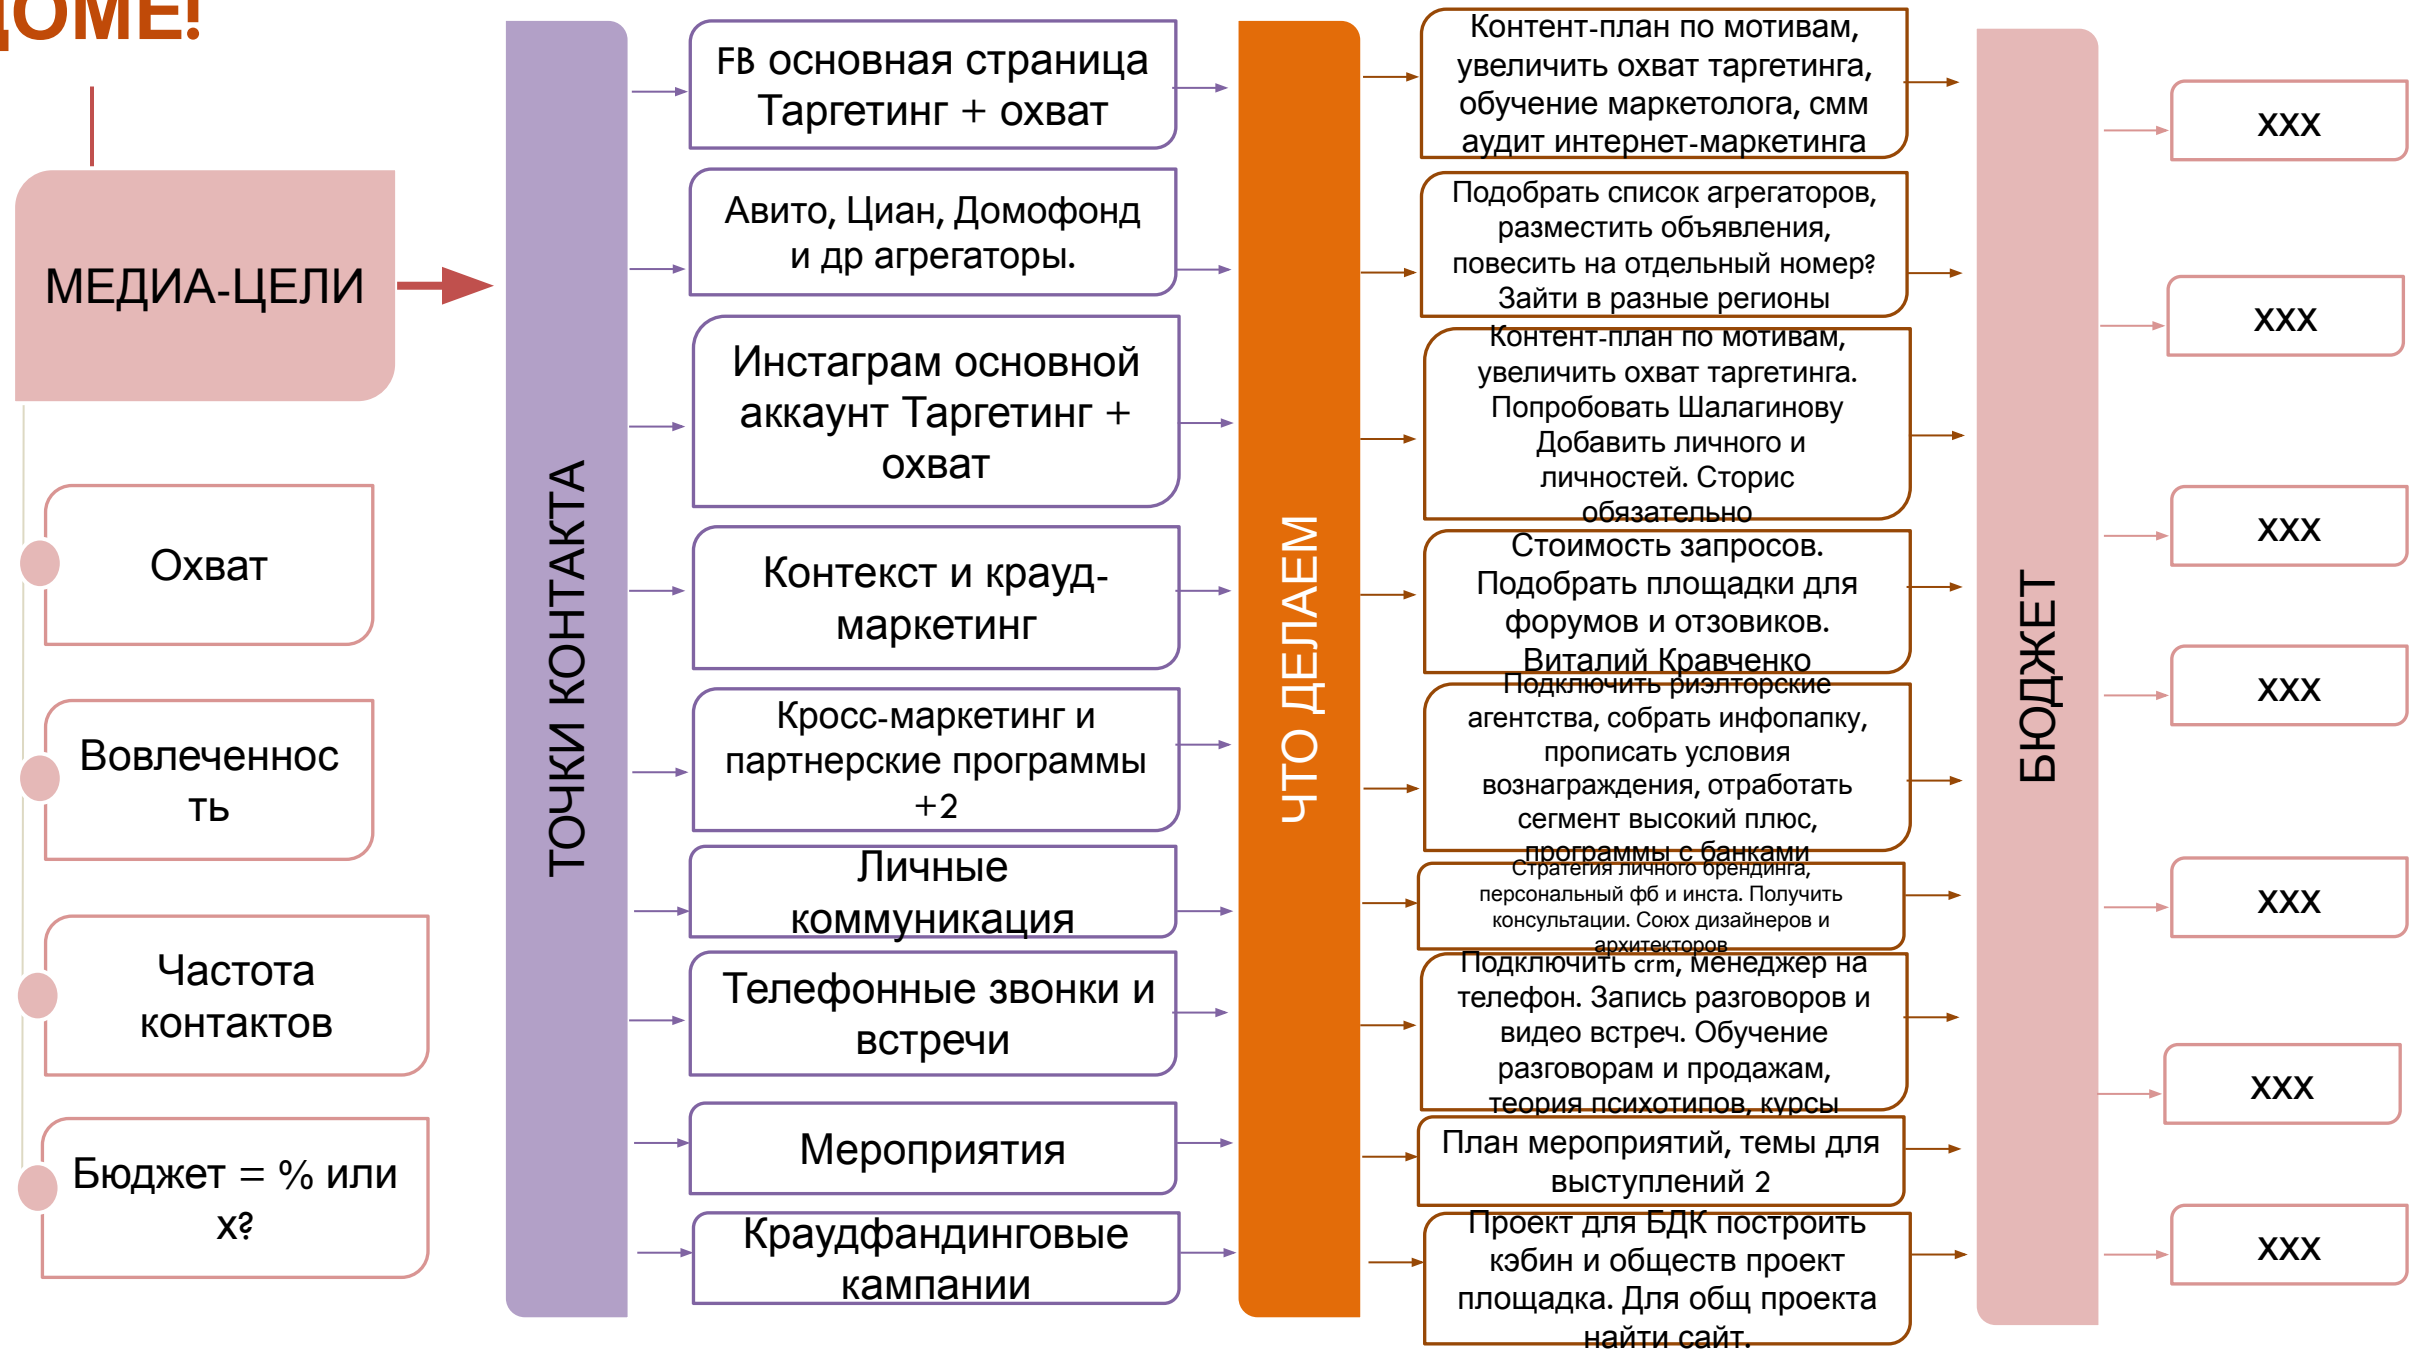 ДОМЕ!
МЕДИА-ЦЕЛИ
Охват
Вовлеченнос
ть
Частота
контактов
Бюджет = % или
х?
ТОЧКИ КОНТАКТА
FB основная страница
Таргетинг + охват
Авито, Циан, Домофонд
и др агрегаторы.
Инстаграм основной
аккаунт Таргетинг +
охват
Контекст и крауд-
маркетинг
Кросс-маркетинг и
партнерские программы
+2
Личные
коммуникация
Телефонные звонки и
встречи
Мероприятия
Краудфандинговые
кампании
ЧТО ДЕЛАЕМ
Контент-план по мотивам,
увеличить охват таргетинга,
обучение маркетолога, смм
аудит интернет-маркетинга
Подобрать список агрегаторов,
разместить объявления,
повесить на отдельный номер?
Зайти в разные регионы
Контент-план по мотивам,
увеличить охват таргетинга.
Попробовать Шалагинову
Добавить личного и
личностей. Сторис
обязательно
Стоимость запросов.
Подобрать площадки для
форумов и отзовиков.
Виталий Кравченко
Подключить риэлторские
агентства, собрать инфопапку,
прописать условия
вознаграждения, отработать
сегмент высокий плюс,
программы с банками
Стратегия личного брендинга,
персональный фб и инста. Получить
консультации. Союх дизайнеров и
архитекторов
Подключить crm, менеджер на
телефон. Запись разговоров и
видео встреч. Обучение
разговорам и продажам,
теория психотипов, курсы
План мероприятий, темы для
выступлений 2
Проект для БДК построить
кэбин и обществ проект
площадка. Для общ проекта
найти сайт.
БЮДЖЕТ
ХХХ
ХХХ
ХХХ
ХХХ
ХХХ
ХХХ
ХХХ